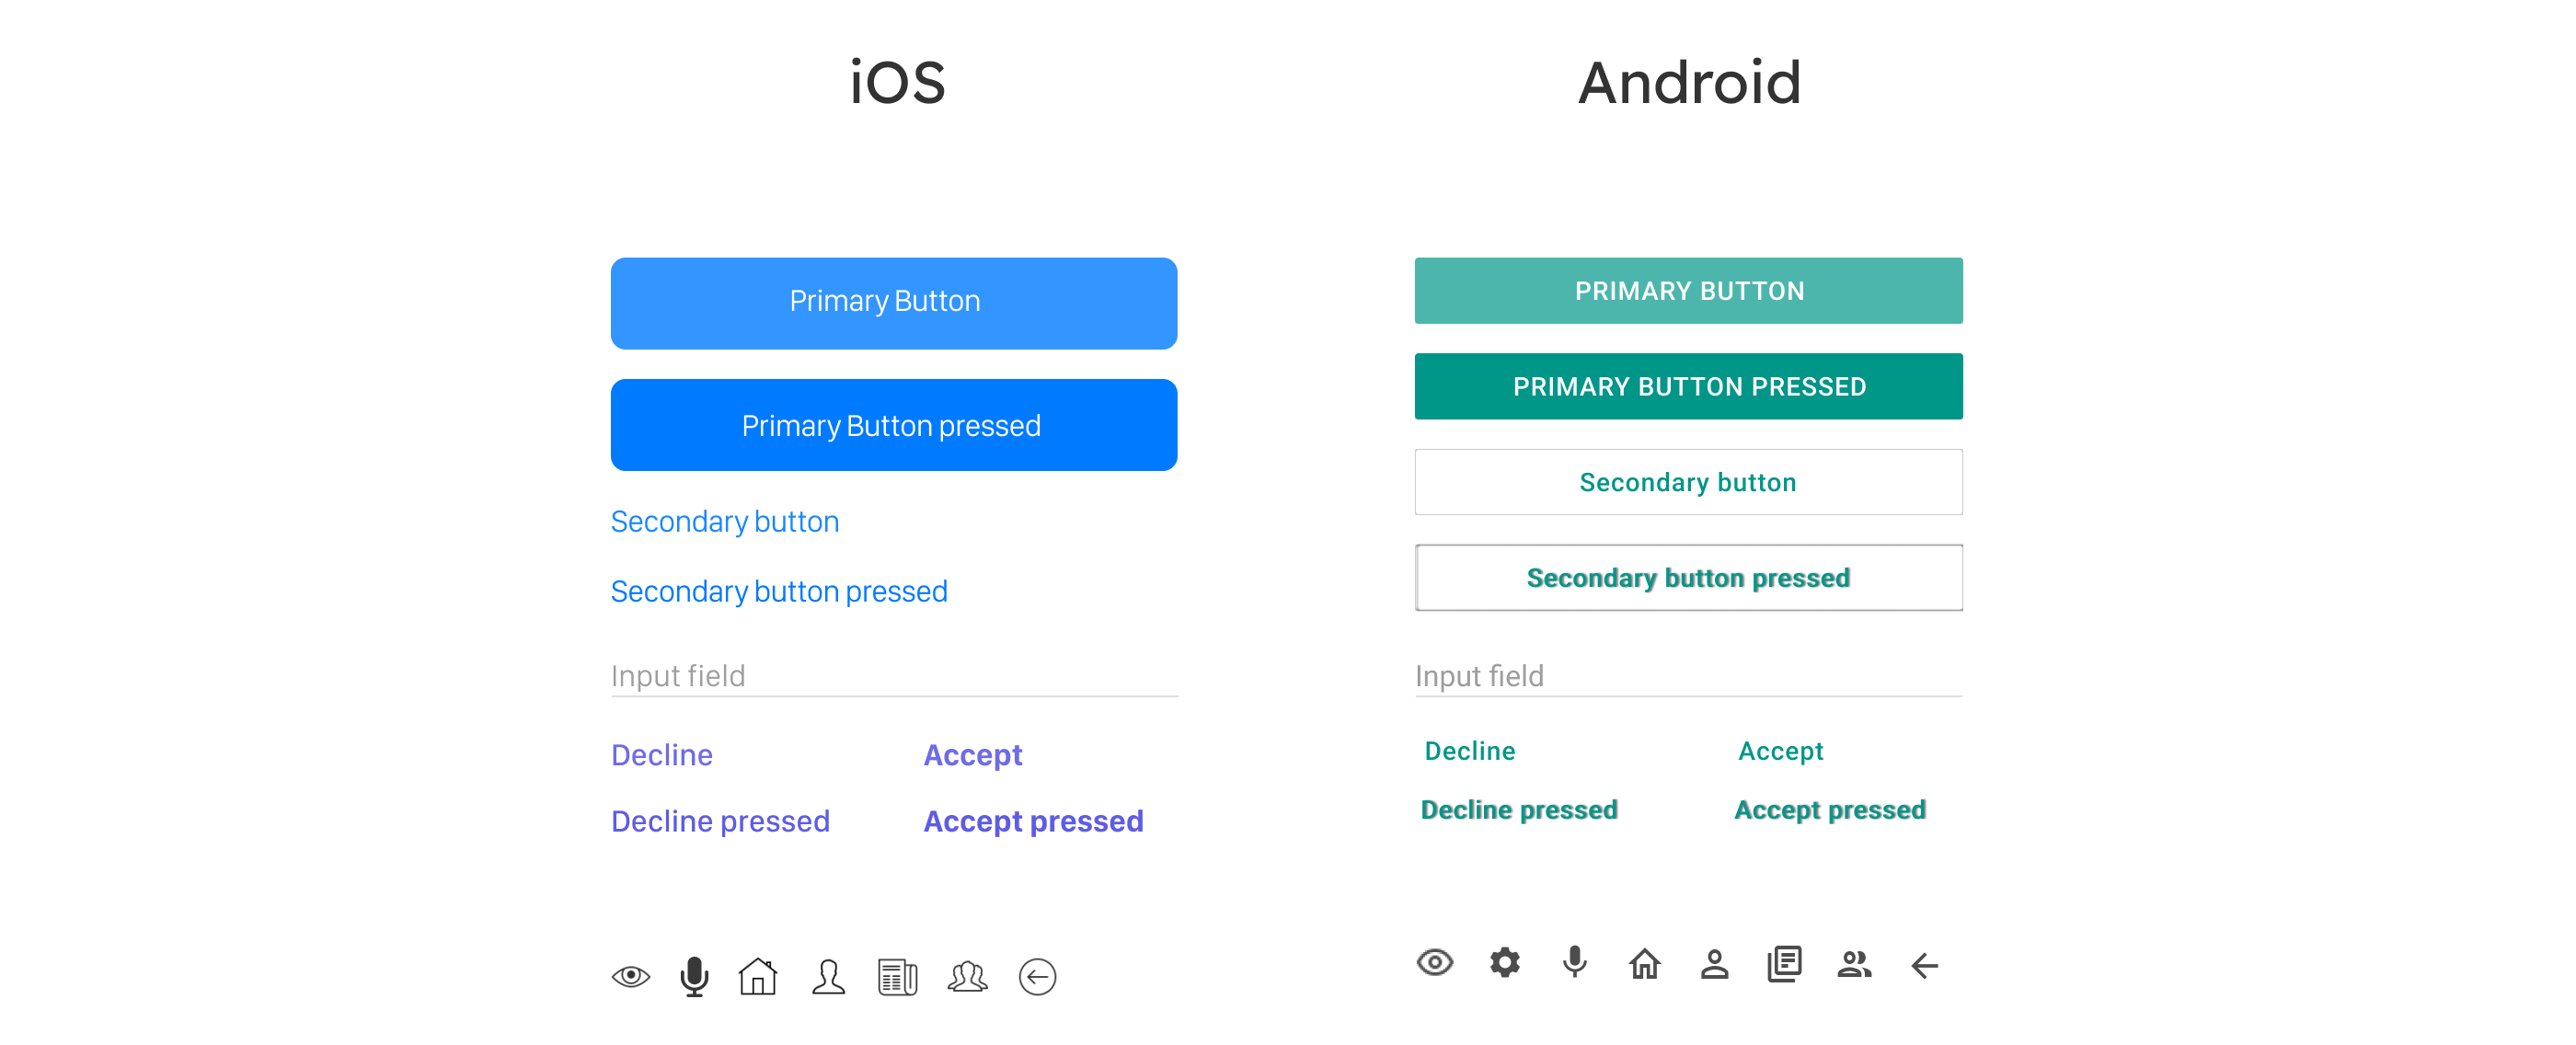 iOS
Primary Button
Primary Button pressed
Secondary button
Secondary button pressed
Input field
Decline
Accept
Decline pressed
Accept pressed
Android
PRIMARY BUTTON
PRIMARY BUTTON PRESSED
Secondary button
Secondary button pressed
Input field
Decline
Accept
Decline pressed
Accept pressed